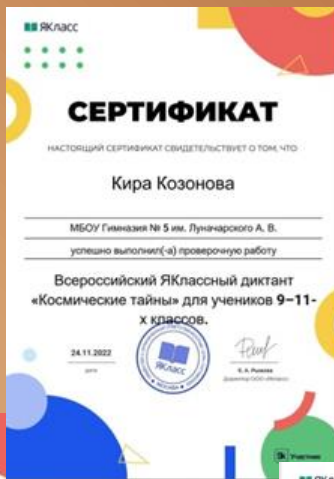 ЯКласс
СЕРТИФИКАТ
НАСТОЯЩИЙ СЕРТИФИКАТ СВИДЕТЕЛЬСТВУЕТ О ТОМ, ЧТО
Кира Козонова
МБОУ Гимназия № 5 им. Луначарского А. В.
успешно выполнил(-а) проверочную работу
Всероссийский ЯКлассный диктант
«Космические тайны» для учеников 9–11-
х классов.
24.11.2022
дата
Директор ООО «ЯКласс»
ЯКласс
МОСКВА
Участник